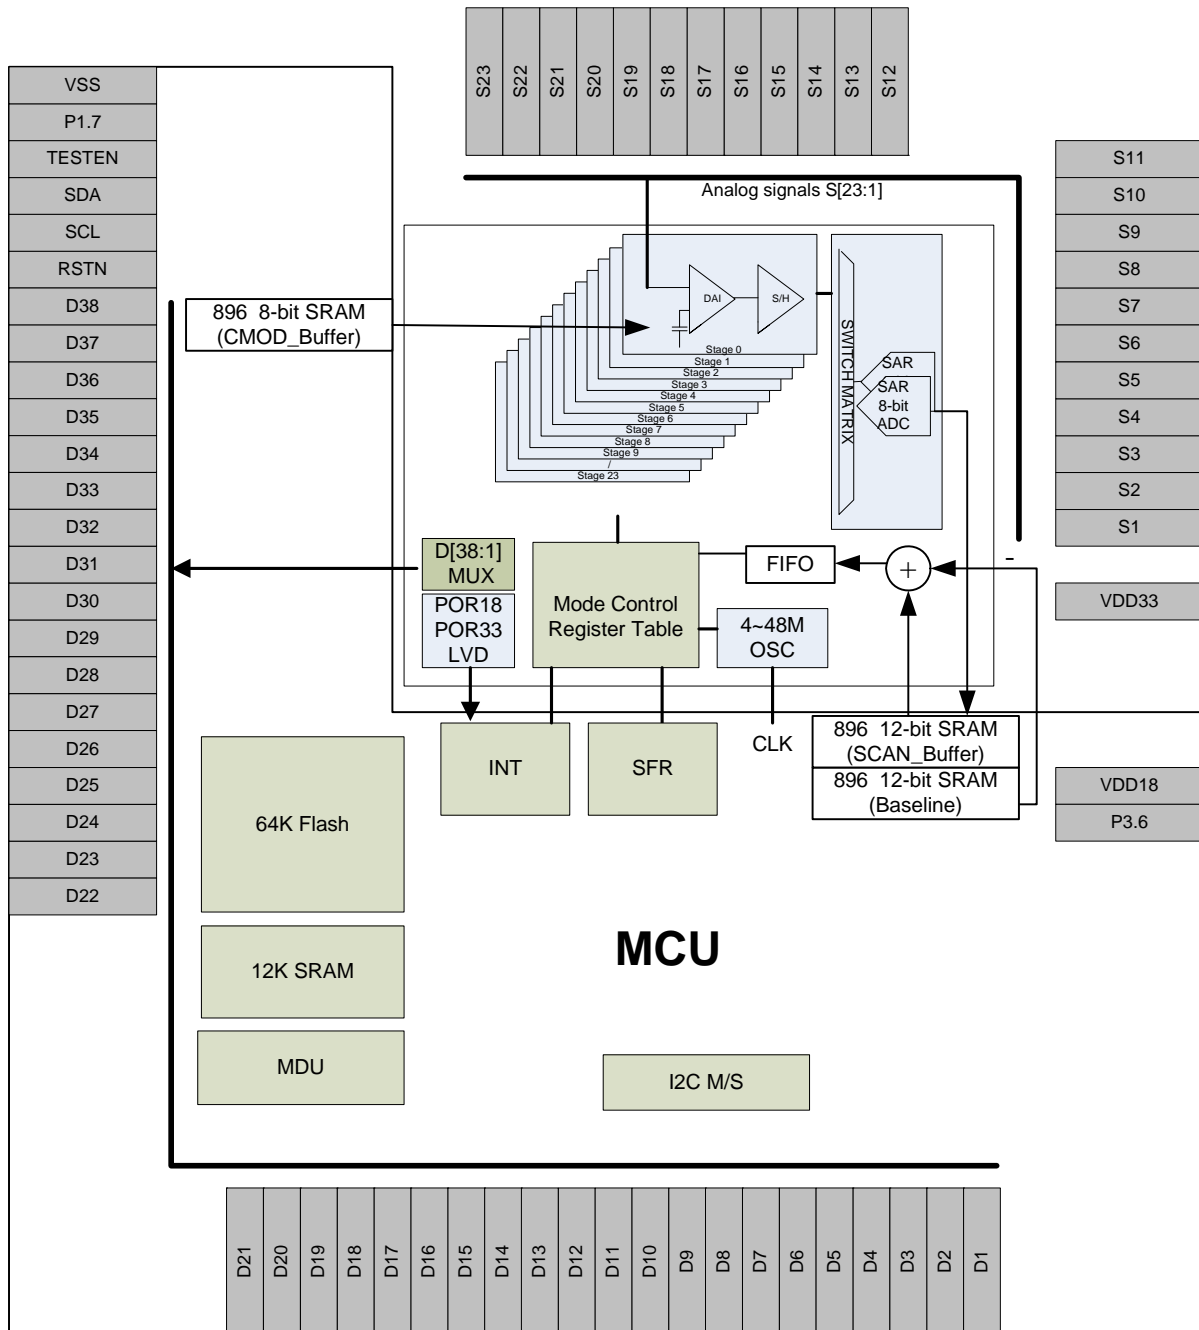 S23
S22
S21
S20
S19
S18
S17
S16
S15
S14
S13
S12
VSS
P1.7
TESTEN
SDA
SCL
RSTN
D38
D37
D36
D35
D34
D33
D32
D31
D30
D29
D28
D27
D26
D25
D24
D23
D22
S11
S10
S9
S8
S7
S6
S5
S4
S3
S2
S1
VDD33
VDD18
P3.6
Analog signals S[23:1]
896 8-bit SRAM
(CMOD_Buffer)
DAI
S/H
Stage 0
Stage 1
Stage 2
Stage 3
Stage 4
Stage 5
Stage 6
Stage 7
Stage 8
Stage 9
/
Stage 23
SWITCH MATRIX
SAR
SAR
8-bit
ADC
D[38:1]
MUX
POR18
POR33
LVD
Mode Control
Register Table
FIFO
+
-
4~48M
OSC
INT
SFR
CLK
896 12-bit SRAM
(SCAN_Buffer)
896 12-bit SRAM
(Baseline)
64K Flash
12K SRAM
MDU
MCU
I2C M/S
D21
D20
D19
D18
D17
D16
D15
D14
D13
D12
D11
D10
D9
D8
D7
D6
D5
D4
D3
D2
D1